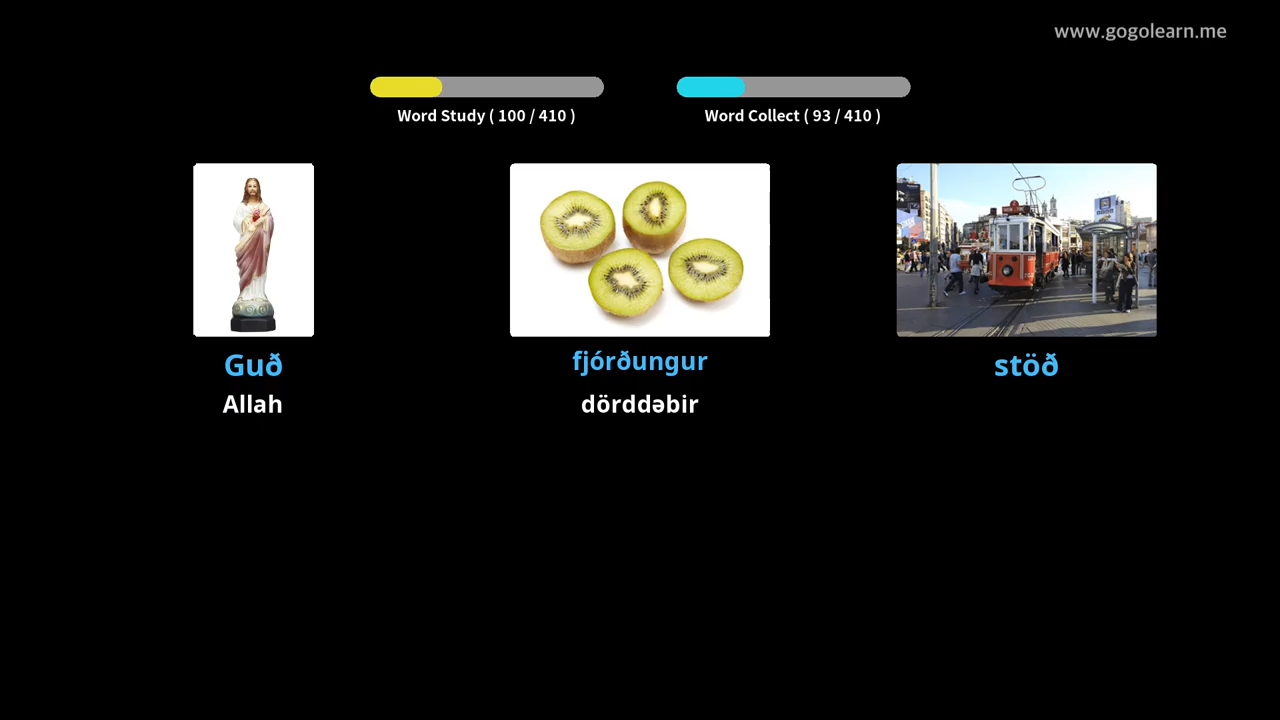 www.gogolearn.me
Word Study ( 100 / 410 )
Word Collect ( 93 / 410 )
Guð
fjórðungur
stöð
Allah
dörddəbir